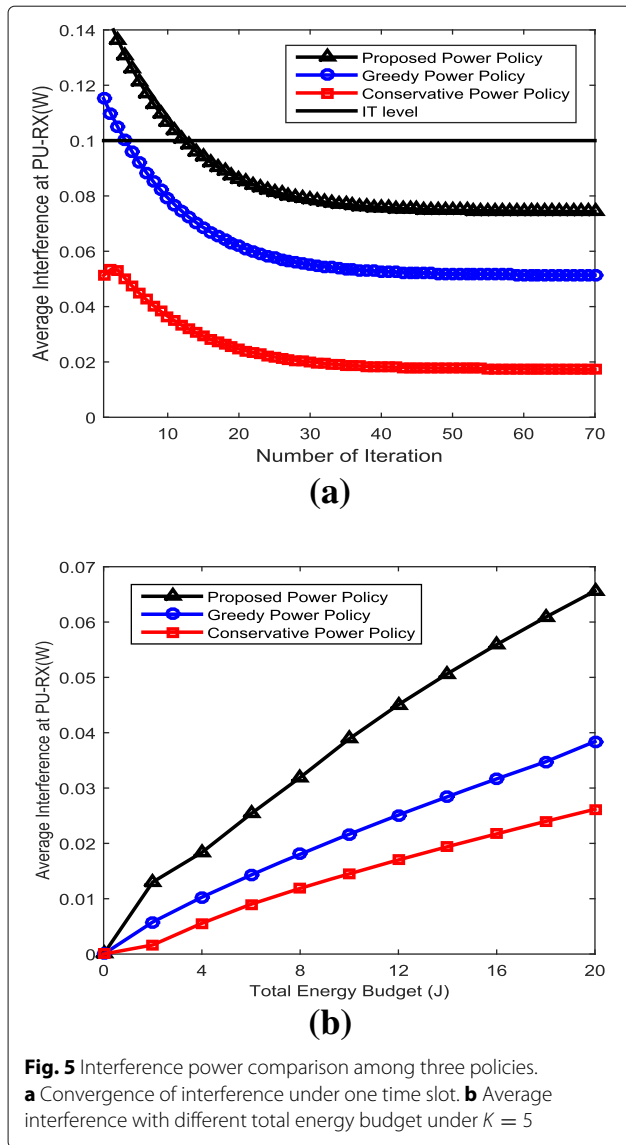 0.14
0.12
0.1
0.08
0.06
0.04
0.02
0
Average Interference at PU-RX(W)
Proposed Power Policy
Greedy Power Policy
Conservative Power Policy
IT level
10 20 30 40 50 60 70
Number of Iteration
(a)
0.07
0.06
0.05
0.04
0.03
0.02
0.01
0
Average Interference at PU-RX(W)
Proposed Power Policy
Greedy Power Policy
Conservative Power Policy
0 4 8 12 16 20
Total Energy Budget (J)
(b)
Fig. 5 Interference power comparison among three policies.
a Convergence of interference under one time slot. b Average
interference with different total energy budget under K = 5